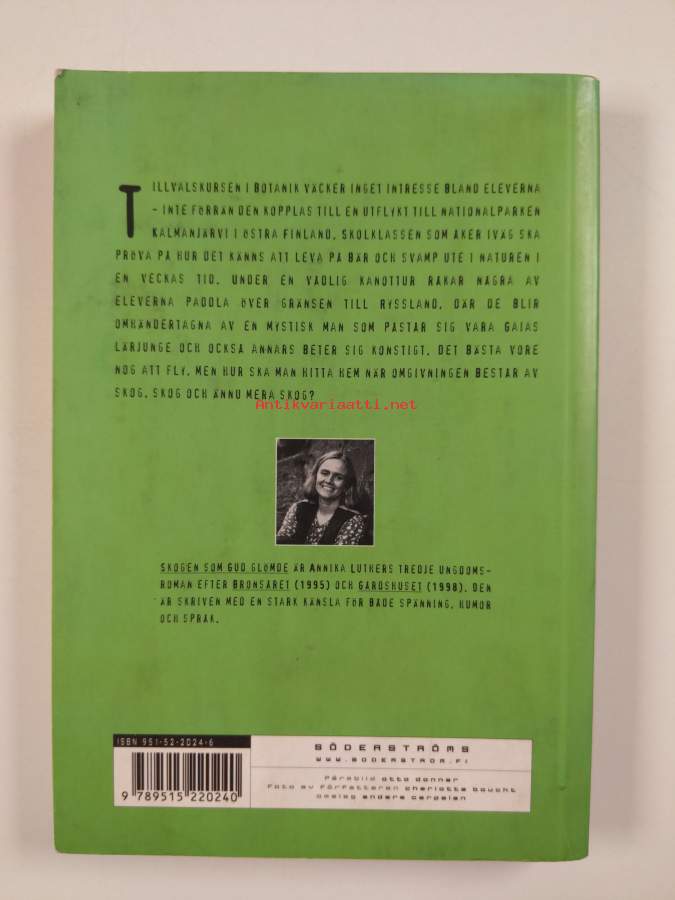 TILLVALSKURSEN I BOTANIK VÄCKER INGET INTRESSE BLAND ELEVERNA
– INTE FÖRRÄN DEN KOPPLAS TILL EN UTFLYKT TILL NATIONALPARKEN
KALMANJÄRVI I ÖSTRA FINLAND. SKOLKLASSEN SOM ÅKER IVÄG SKA
PRÖVA PÅ HUR DET KÄNNS ATT LEVA PÅ BÄR OCH SVAMP UTE I NATUREN I
EN VECKAS TID. UNDER EN VÅDLIG KANOTTUR RÅKAR NÅGRA AV
ELEVERNA PADDLA ÖVER GRÄNSEN TILL RYSSLAND, DÄR DE BLIR
OMHÄNDERTAGNA AV EN MYSTISK MAN SOM PÅSTÅR SIG VARA GAIAS
LÄRJUNGE OCH OCKSÅ ANNARS BETER SIG KONSTIGT. DET BÄSTA VORE
NOG ATT FLY. MEN HUR SKA MAN HITTA HEM NÄR OMGIVNINGEN BESTÅR AV
SKOG, SKOG OCH ÄNNU MERA SKOG?
Antikvariaatti.net
SKOGEN SOM GUD GLÖMDE ÄR ANNIKA LUTHERS TREDJE UNGDOMS-
ROMAN EFTER BRONSÅRET (1995) OCH GÅRDSHUSET (1998). DEN
ÄR SKRIVEN MED EN STARK KÄNSLA FÖR BÅDE SPÄNNING, HUMOR
OCH SPRÅK.
ISBN 951-52-2024-6
9 789515 220240
SÖDERSTRÖMS
WWW.SODERSTROM.FI
Pärmbild otto donner
Foto av författaren charlotta boucht
omslag anders carpelan